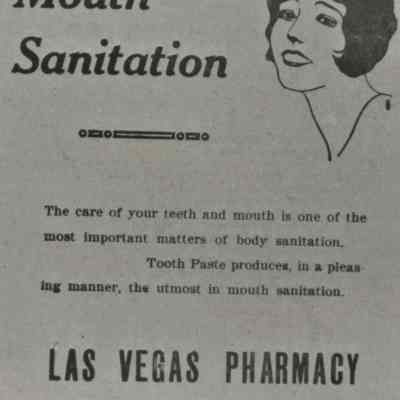 Mouth
Sanitation
The care of your teeth and mouth is one of the
most important matters of body sanitation.
Tooth Paste produces, in a pleas-
ing manner, the utmost in mouth sanitation.
LAS VEGAS PHARMACY